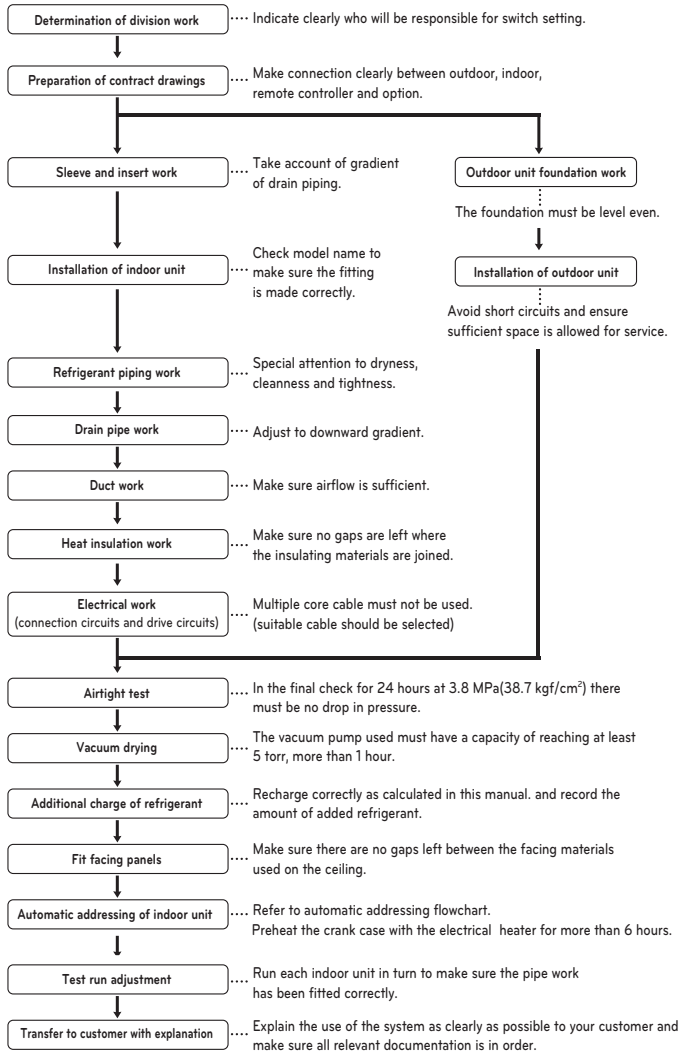 Determination of division work
Indicate clearly who will be responsible for switch setting.
Preparation of contract drawings
Make connection clearly between outdoor, indoor,
remote controller and option.
Sleeve and insert work
Take account of gradient
of drain piping.
Outdoor unit foundation work
The foundation must be level even.
Installation of indoor unit
Check model name to
make sure the fitting
is made correctly.
Installation of outdoor unit
Avoid short circuits and ensure
sufficient space is allowed for service.
Refrigerant piping work
Special attention to dryness,
cleanness and tightness.
Drain pipe work
Adjust to downward gradient.
Duct work
Make sure airflow is sufficient.
Heat insulation work
Make sure no gaps are left where
the insulating materials are joined.
Electrical work
(connection circuits and drive circuits)
Multiple core cable must not be used.
(suitable cable should be selected)
Airtight test
In the final check for 24 hours at 3.8 MPa(38.7 kgf/cm²) there
must be no drop in pressure.
Vacuum drying
The vacuum pump used must have a capacity of reaching at least
5 torr, more than 1 hour.
Additional charge of refrigerant
Recharge correctly as calculated in this manual. and record the
amount of added refrigerant.
Fit facing panels
Make sure there are no gaps left between the facing materials
used on the ceiling.
Automatic addressing of indoor unit
Refer to automatic addressing flowchart.
Preheat the crank case with the electrical heater for more than 6 hours.
Test run adjustment
Run each indoor unit in turn to make sure the pipe work
has been fitted correctly.
Transfer to customer with explanation
Explain the use of the system as clearly as possible to your customer and
make sure all relevant documentation is in order.